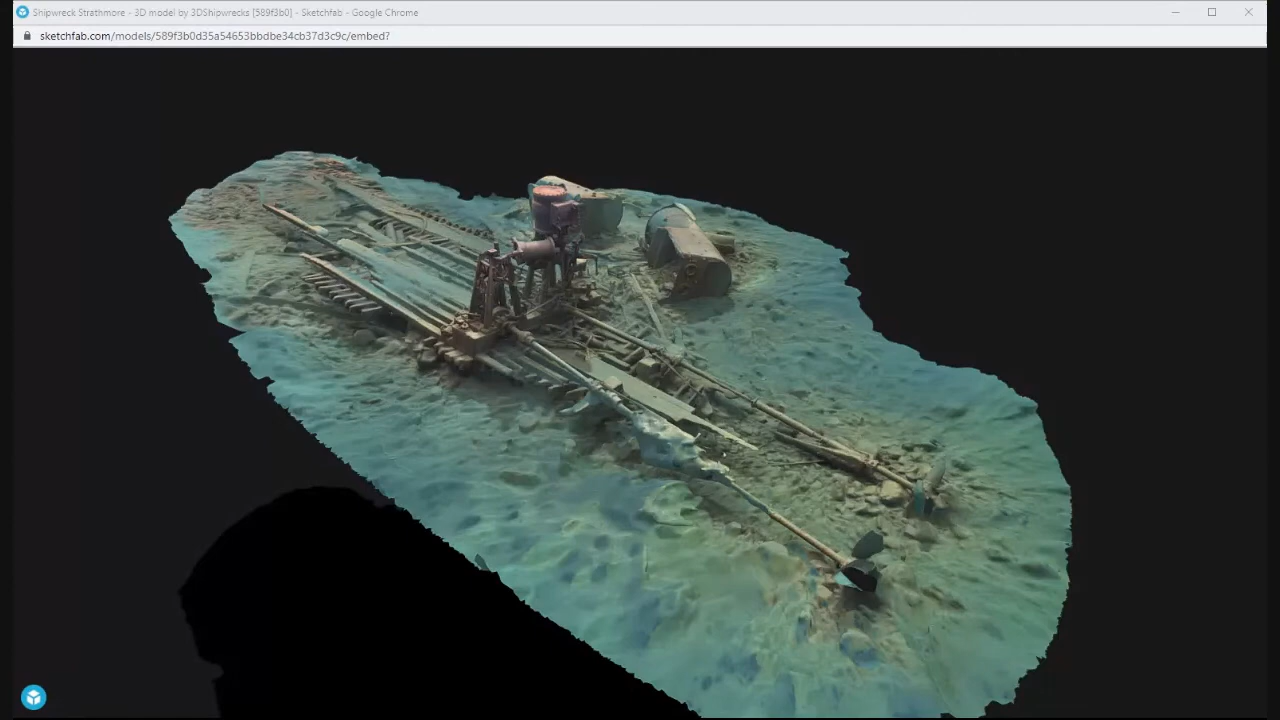 Shipwreck Strathmore - 3D model by 3DShipwrecks [589f3b0] - Sketchfab - Google Chrome
sketchfab.com/models/589f3b0d35a54653bbdbe34cb37d3c9c/embed?